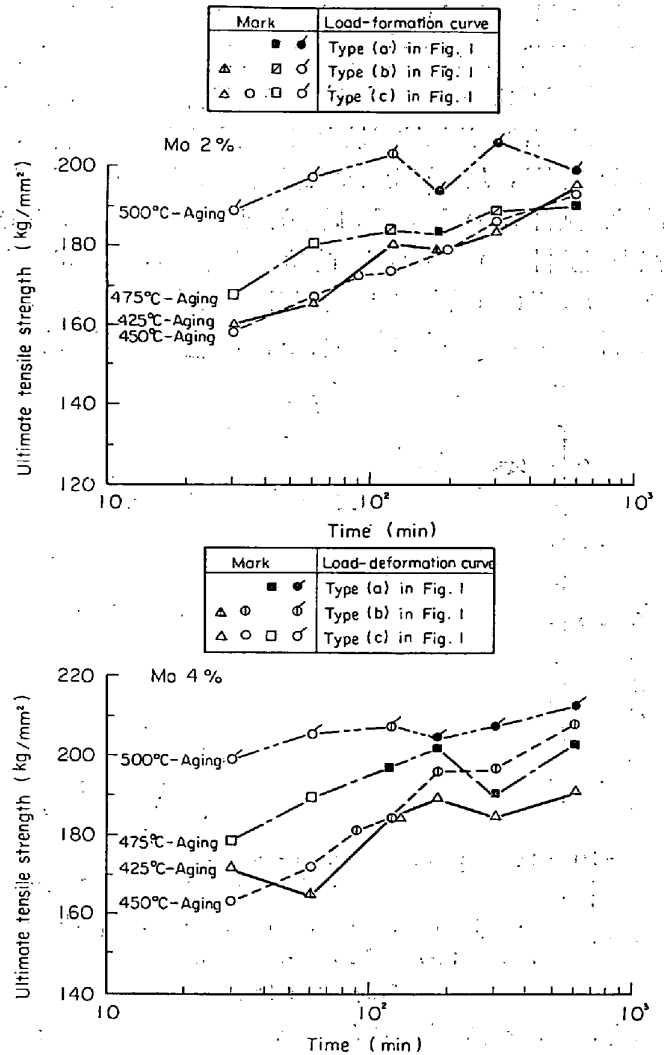 Mark Load-formation curve
Type (a) in Fig. 1
Type (b) in Fig. 1
Type (c) in Fig. 1
Mo 2%
Ultimate tensile strength (kg/mm²)
200
180
160
140
120
500°C-Aging
475°C-Aging
425°C-Aging
450°C-Aging
10 10² 10³
Time (min)
Mark Load-deformation curve
Type (a) in Fig. 1
Type (b) in Fig. 1
Type (c) in Fig. 1
Mo 4%
Ultimate tensile strength (kg/mm²)
220
200
180
160
140
500°C-Aging
475°C-Aging
425°C-Aging
450°C-Aging
10 10² 10³
Time (min)